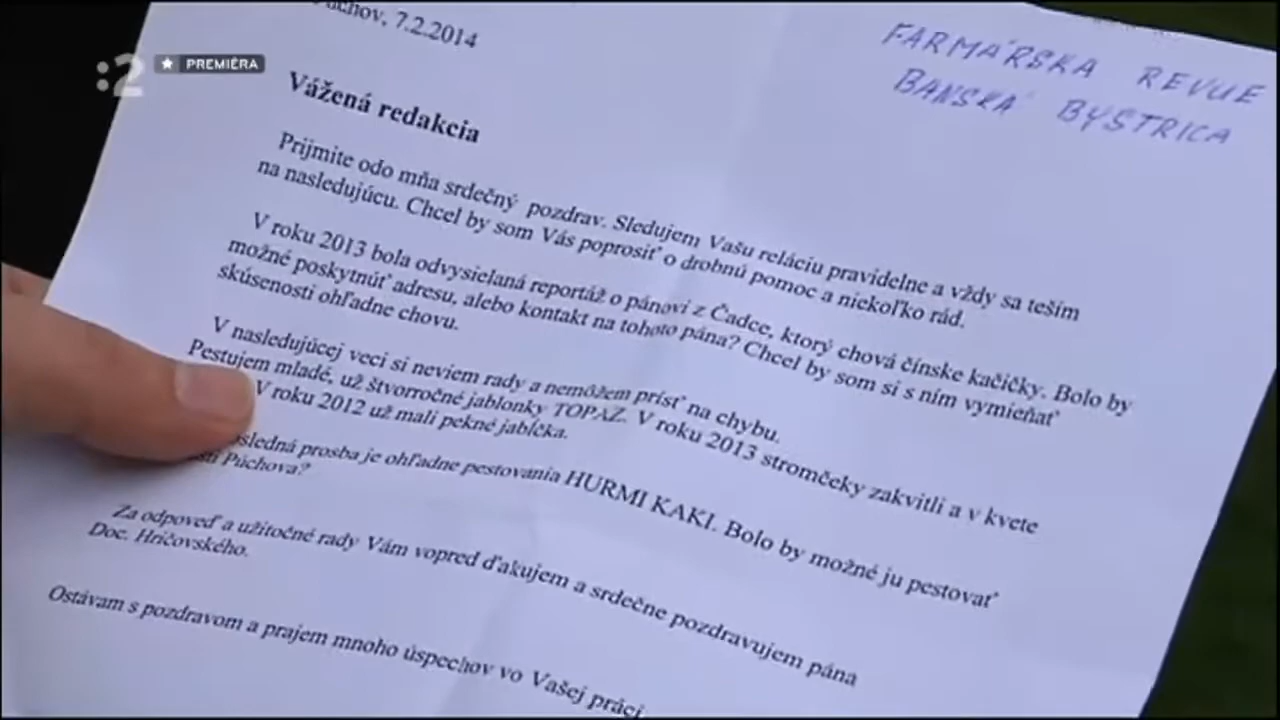 :2 PREMIÉRA
Púchov, 7.2.2014
FARMÁRSKA REVUE
BANSKÁ BYSTRICA
Vážená redakcia
Prijmite odo mňa srdečný pozdrav. Sledujem Vašu reláciu pravidelne a vždy sa teším
na nasledujúcu. Chcel by som Vás poprosiť o drobnú pomoc a niekoľko rád.
V roku 2013 bola odvysielaná reportáž o pánovi z Čadce, ktorý chová čínske kačičky. Bolo by
možné poskytnúť adresu, alebo kontakt na tohoto pána? Chcel by som si s ním vymieňať
skúsenosti ohľadne chovu.
V nasledujúcej veci si neviem rady a nemôžem prísť na chybu.
Pestujem mladé, už štvorročné jablonky TOPAZ. V roku 2013 stromčeky zakvitli a v kvete
V roku 2012 už mali pekné jabĺčka.
osledná prosba je ohľadne pestovania HURMI KAKI. Bolo by možné ju pestovať
sti Púchova?
Za odpoveď a užitočné rady Vám vopred ďakujem a srdečne pozdravujem pána
Doc. Hričovského.
Ostávam s pozdravom a prajem mnoho úspechov vo Vašej práci.